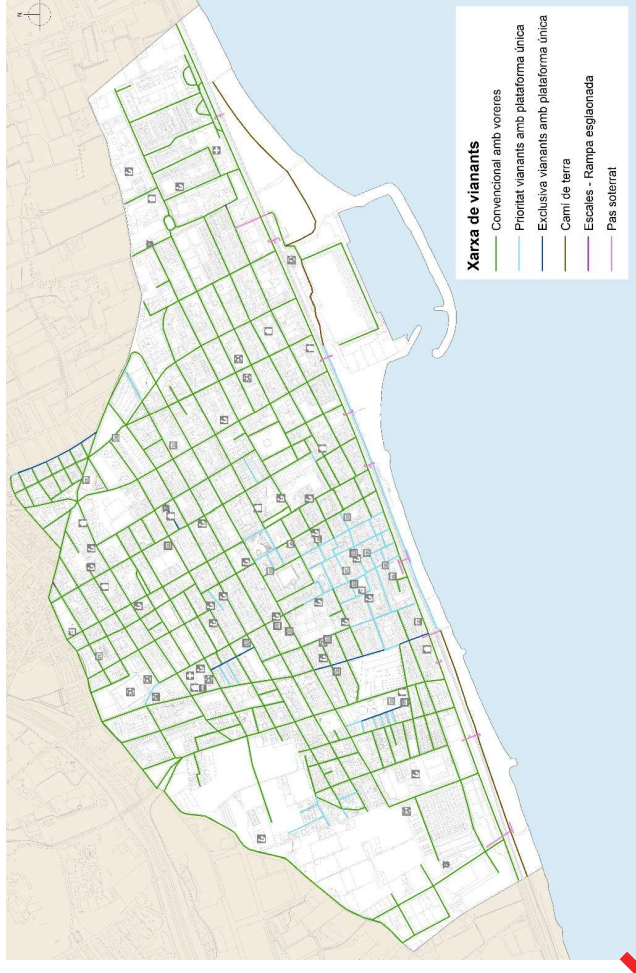 N
Xarxa de vianants
Convencional amb voreres
Prioritat vianants amb plataforma única
Exclusiva vianants amb plataforma única
Camí de terra
Escales - Rampa esglaonada
Pas soterrat